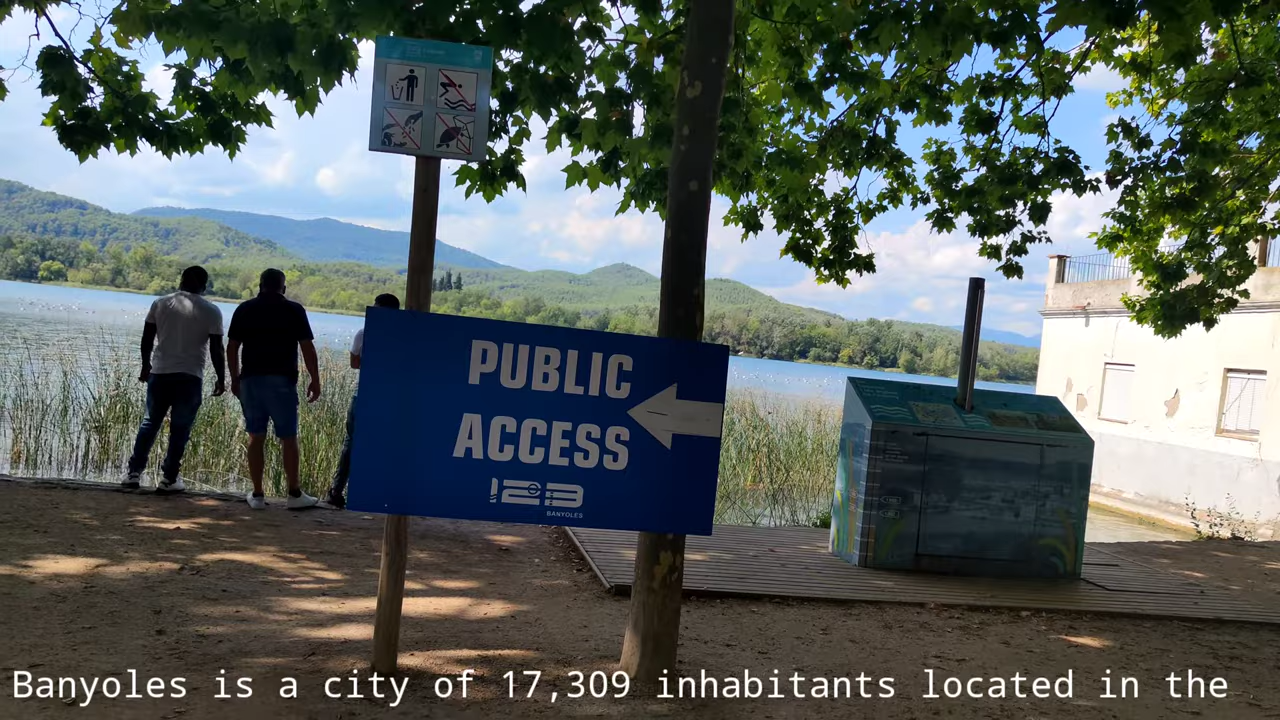 PUBLIC
ACCESS
BANYOLES
Banyoles is a city of 17,309 inhabitants located in the